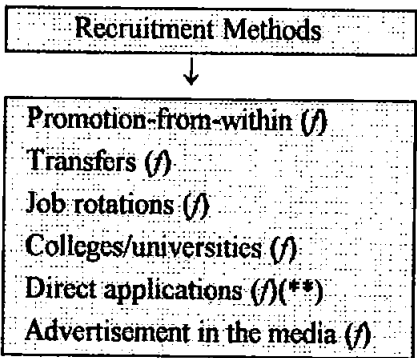 Recruitment Methods
↓
Promotion-from-within (f)
Transfers (f)
Job rotations (f)
Colleges/universities (f)
Direct applications (f)(**)
Advertisement in the media (f)